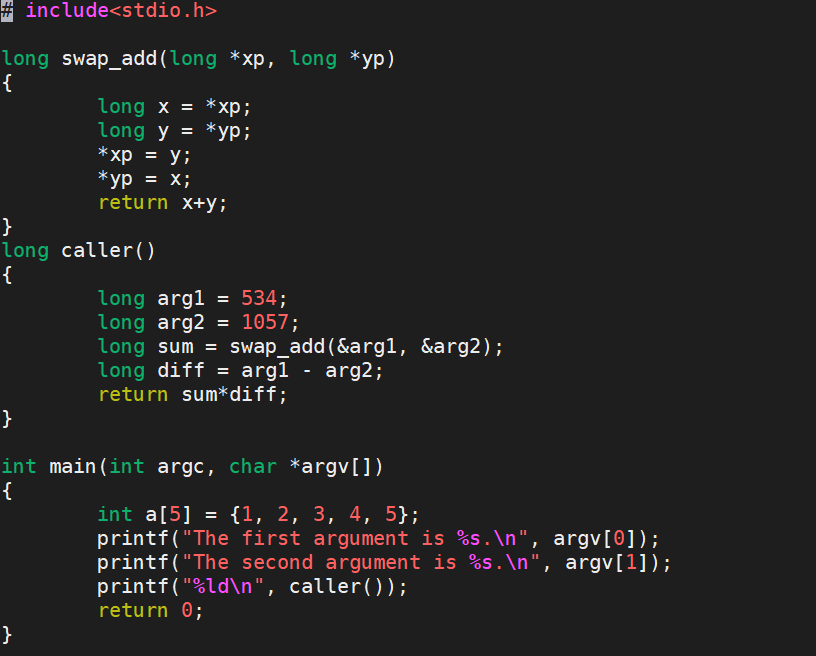 # include<stdio.h>

long swap_add(long *xp, long *yp)
{
        long x = *xp;
        long y = *yp;
        *xp = y;
        *yp = x;
        return x+y;
}
long caller()
{
        long arg1 = 534;
        long arg2 = 1057;
        long sum = swap_add(&arg1, &arg2);
        long diff = arg1 - arg2;
        return sum*diff;
}

int main(int argc, char *argv[])
{
        int a[5] = {1, 2, 3, 4, 5};
        printf("The first argument is %s.\n", argv[0]);
        printf("The second argument is %s.\n", argv[1]);
        printf("%ld\n", caller());
        return 0;
}